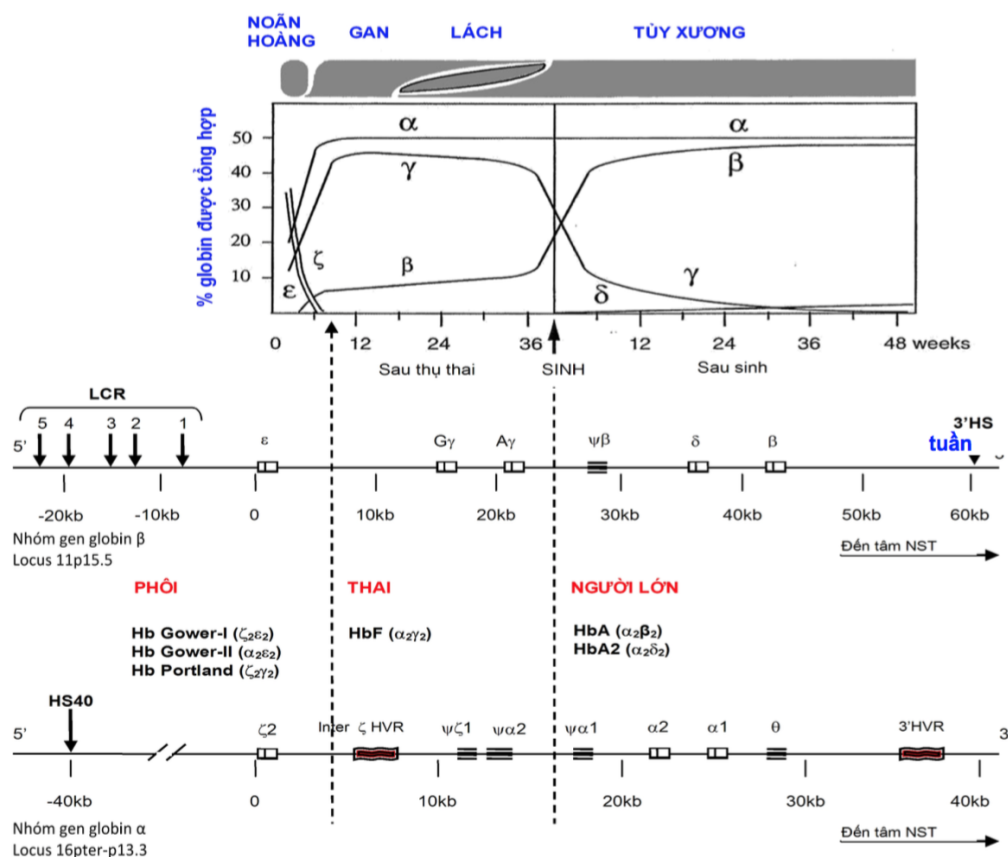 NOÃN HOÀNG GAN LÁCH TỦY XƯƠNG
% globin được tổng hợp
50
40
30
20
10
α α
γ β
ζ
ε β δ γ
0 12 24 36 12 24 36 48 weeks
Sau thụ thai SINH Sau sinh
LCR
5 4 3 2 1
5' ε Gγ Aγ ψβ δ β 3'HS
tuần
-20kb -10kb 0 10kb 20kb 30kb 40kb 50kb 60kb
Nhóm gen globin β
Locus 11p15.5
Đến tâm NST
PHÔI THAI NGƯỜI LỚN
Hb Gower-I (ζ₂ε₂) HbF (α₂γ₂) HbA (α₂β₂)
Hb Gower-II (α₂ε₂) HbA2 (α₂δ₂)
Hb Portland (ζ₂γ₂)
HS40
5' ζ2 Inter ζ HVR ψζ1 ψα2 ψα1 α2 α1 θ 3'HVR 3
-40kb 0 10kb 20kb 30kb 40kb
Nhóm gen globin α
Locus 16pter-p13.3
Đến tâm NST